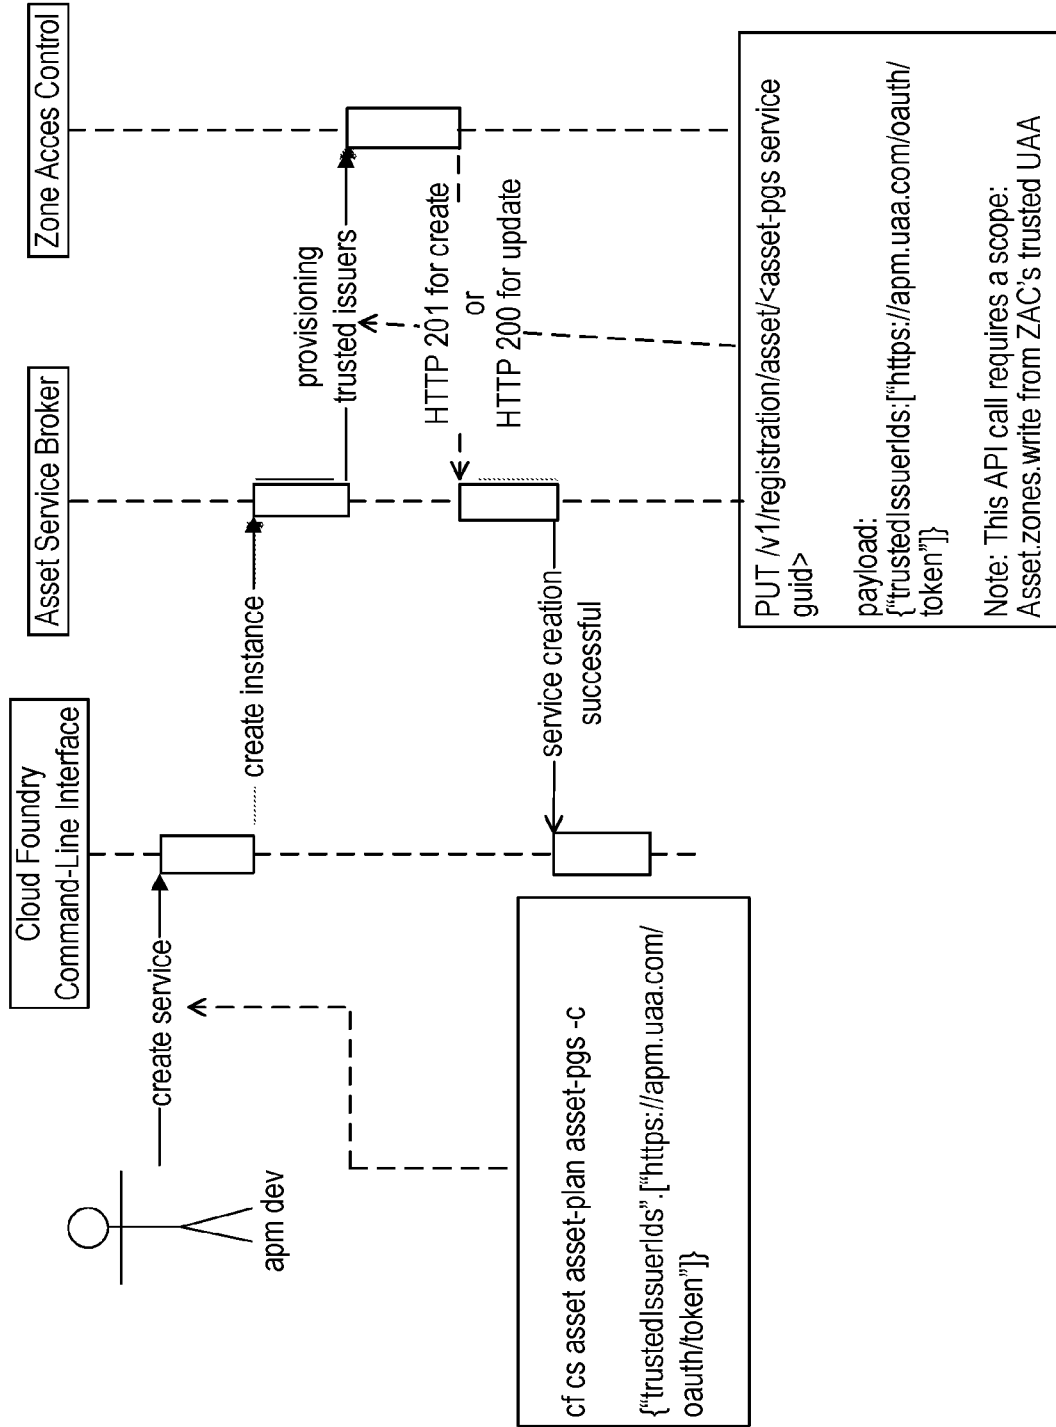 Cloud Foundry
Command-Line Interface
Asset Service Broker
Zone Acces Control
apm dev
create service
create instance
provisioning
trusted issuers
HTTP 201 for create
or
HTTP 200 for update
service creation
successful
cf cs asset asset-plan asset-pgs -c
{“trustedIssuerIds”.[“https://apm.uaa.com/
oauth/token”]}
PUT /v1/registration/asset/<asset-pgs service
guid>
payload:
{“trustedIssuerIds:[“https://apm.uaa.com/oauth/
token”]}
Note: This API call requires a scope:
Asset.zones.write from ZAC's trusted UAA